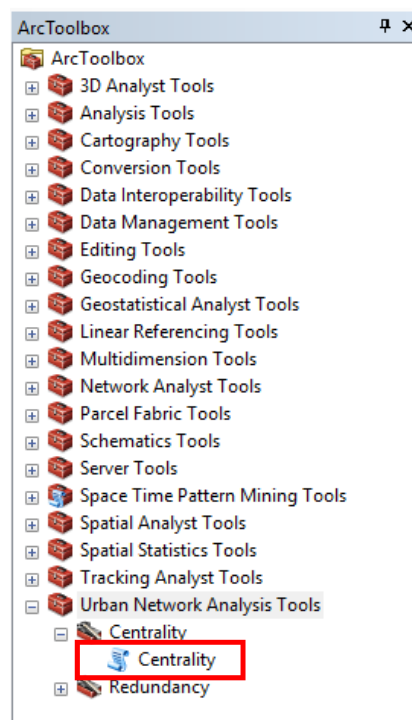 ArcToolbox
ArcToolbox
3D Analyst Tools
Analysis Tools
Cartography Tools
Conversion Tools
Data Interoperability Tools
Data Management Tools
Editing Tools
Geocoding Tools
Geostatistical Analyst Tools
Linear Referencing Tools
Multidimension Tools
Network Analyst Tools
Parcel Fabric Tools
Schematics Tools
Server Tools
Space Time Pattern Mining Tools
Spatial Analyst Tools
Spatial Statistics Tools
Tracking Analyst Tools
Urban Network Analysis Tools
Centrality
Centrality
Redundancy